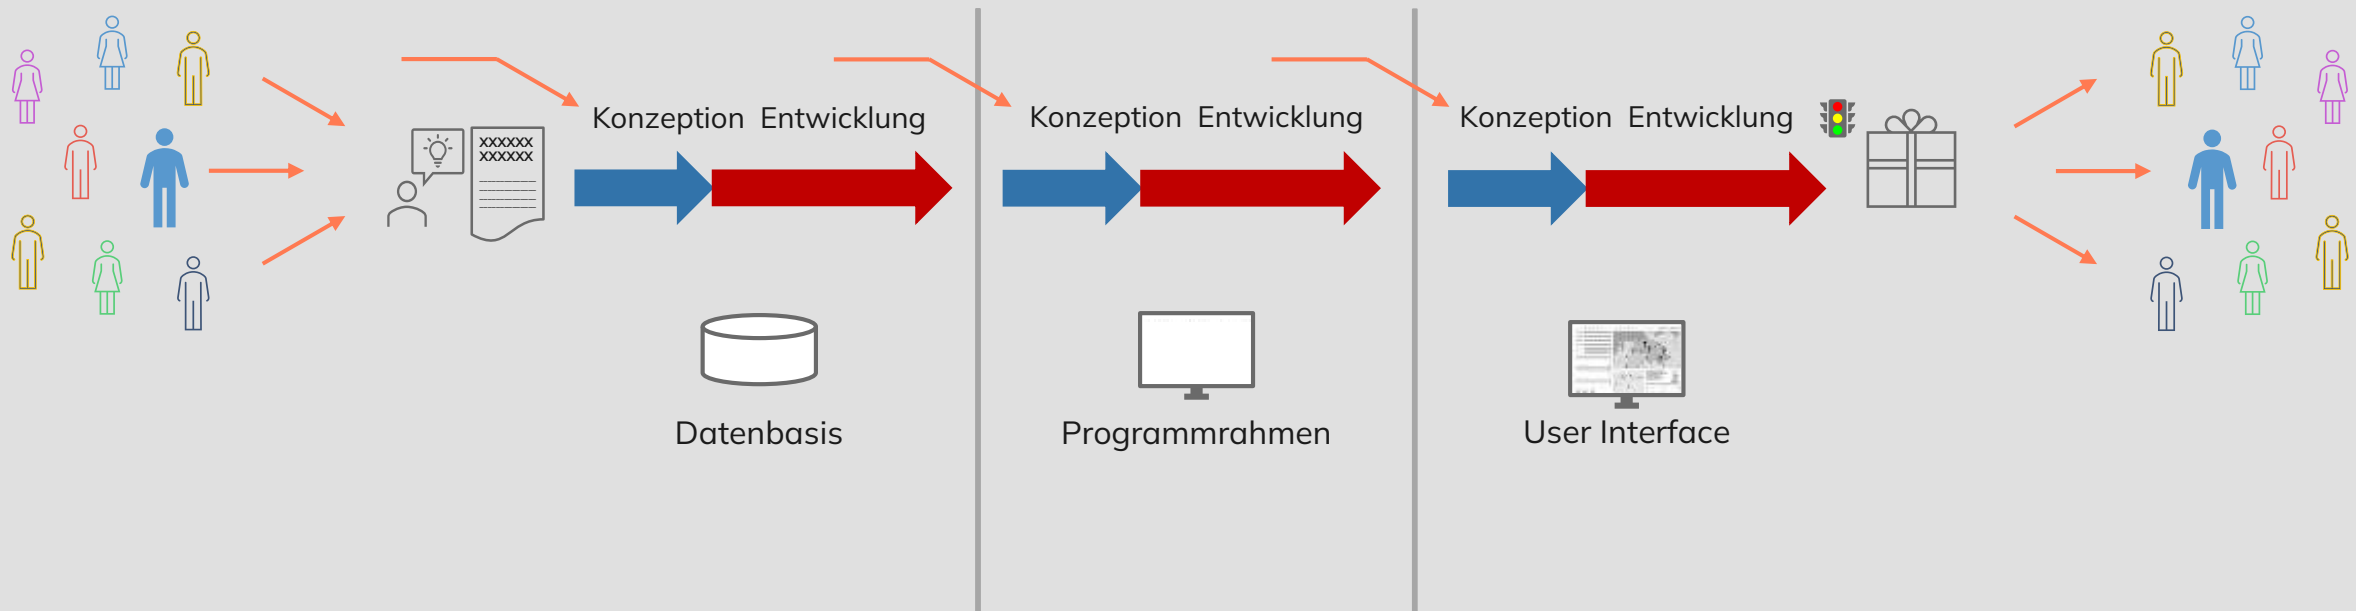 Konzeption Entwicklung
Konzeption Entwicklung
Konzeption Entwicklung
XXXXXX
XXXXXX
Datenbasis
Programmrahmen
User Interface